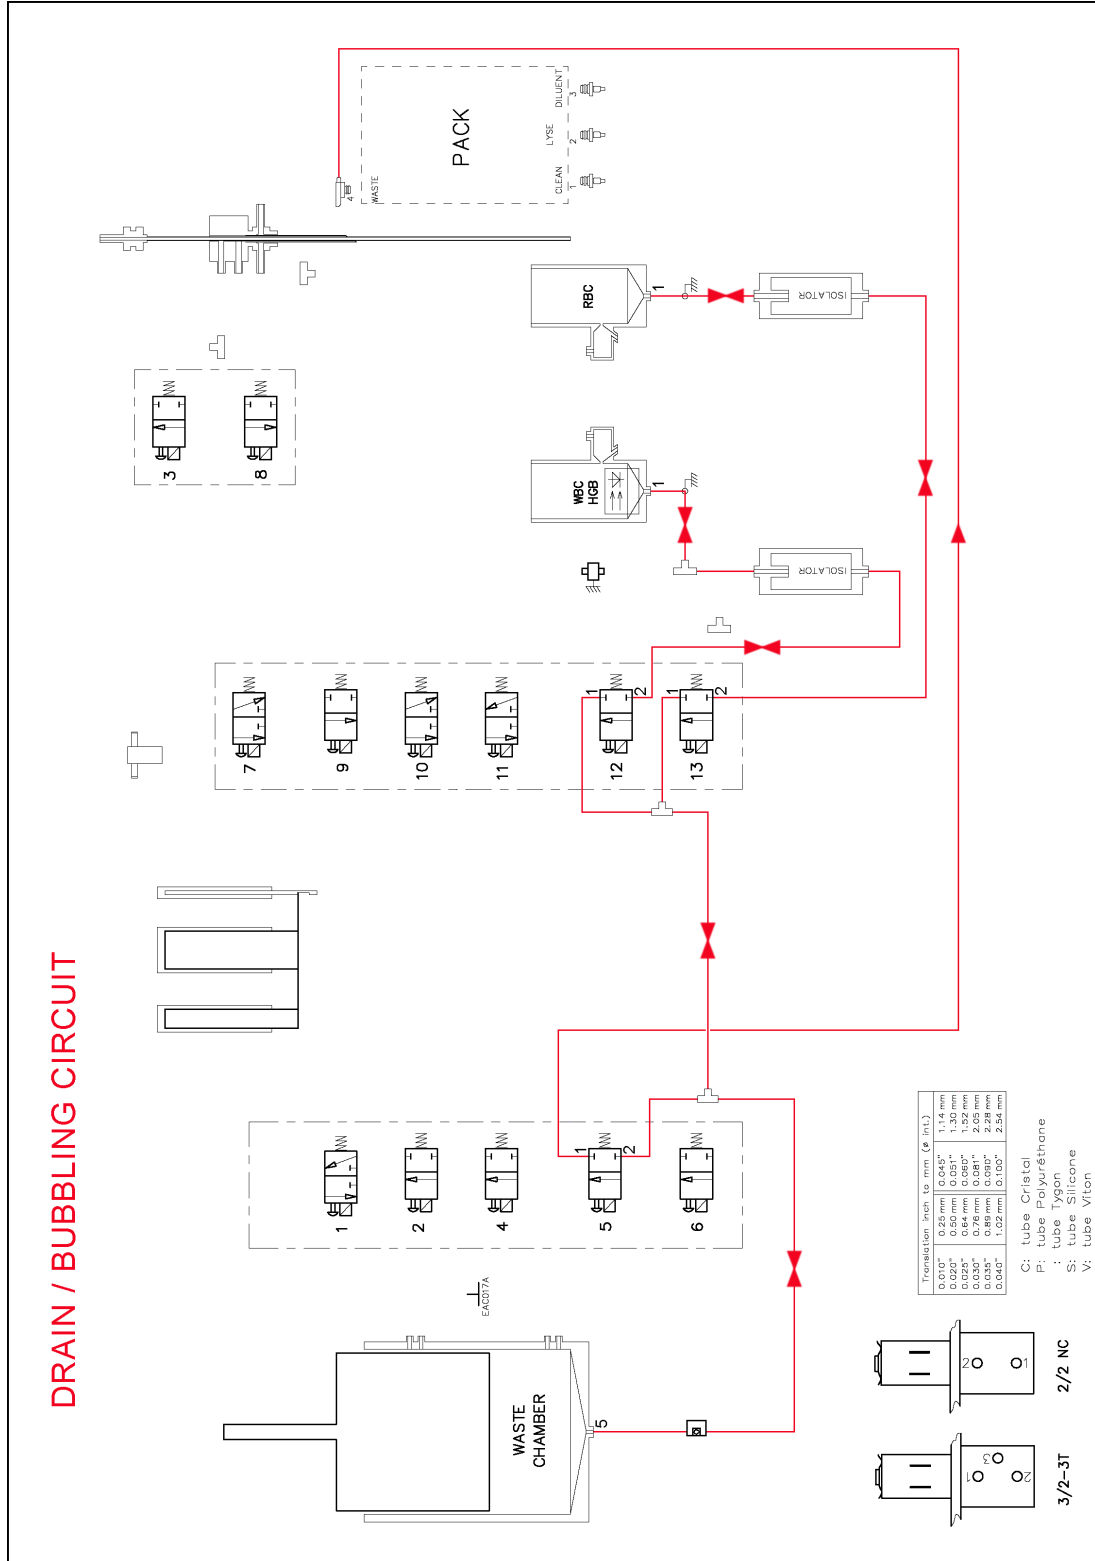 DRAIN / BUBBLING CIRCUIT
WASTE
4
PACK
CLEAN
1
LYSE
2
DILUENT
3
RBC
1
ISOLATOR
WBC
HGB
1
ISOLATOR
3
8
7
9
10
11
12
1
2
13
1
2
1
2
4
5
1
2
6
EAC017A
WASTE
CHAMBER
5
Translation inch to mm (ø int.)
0.010" 0.25 mm 0.045" 1.14 mm
0.020" 0.50 mm 0.051" 1.30 mm
0.025" 0.64 mm 0.060" 1.52 mm
0.030" 0.76 mm 0.081" 2.05 mm
0.035" 0.89 mm 0.090" 2.28 mm
0.040" 1.02 mm 0.100" 2.54 mm
C: tube Cristal
P: tube Polyuréthane
: tube Tygon
S: tube Silicone
V: tube Viton
1
3
2
3/2-3T
2
1
2/2 NC